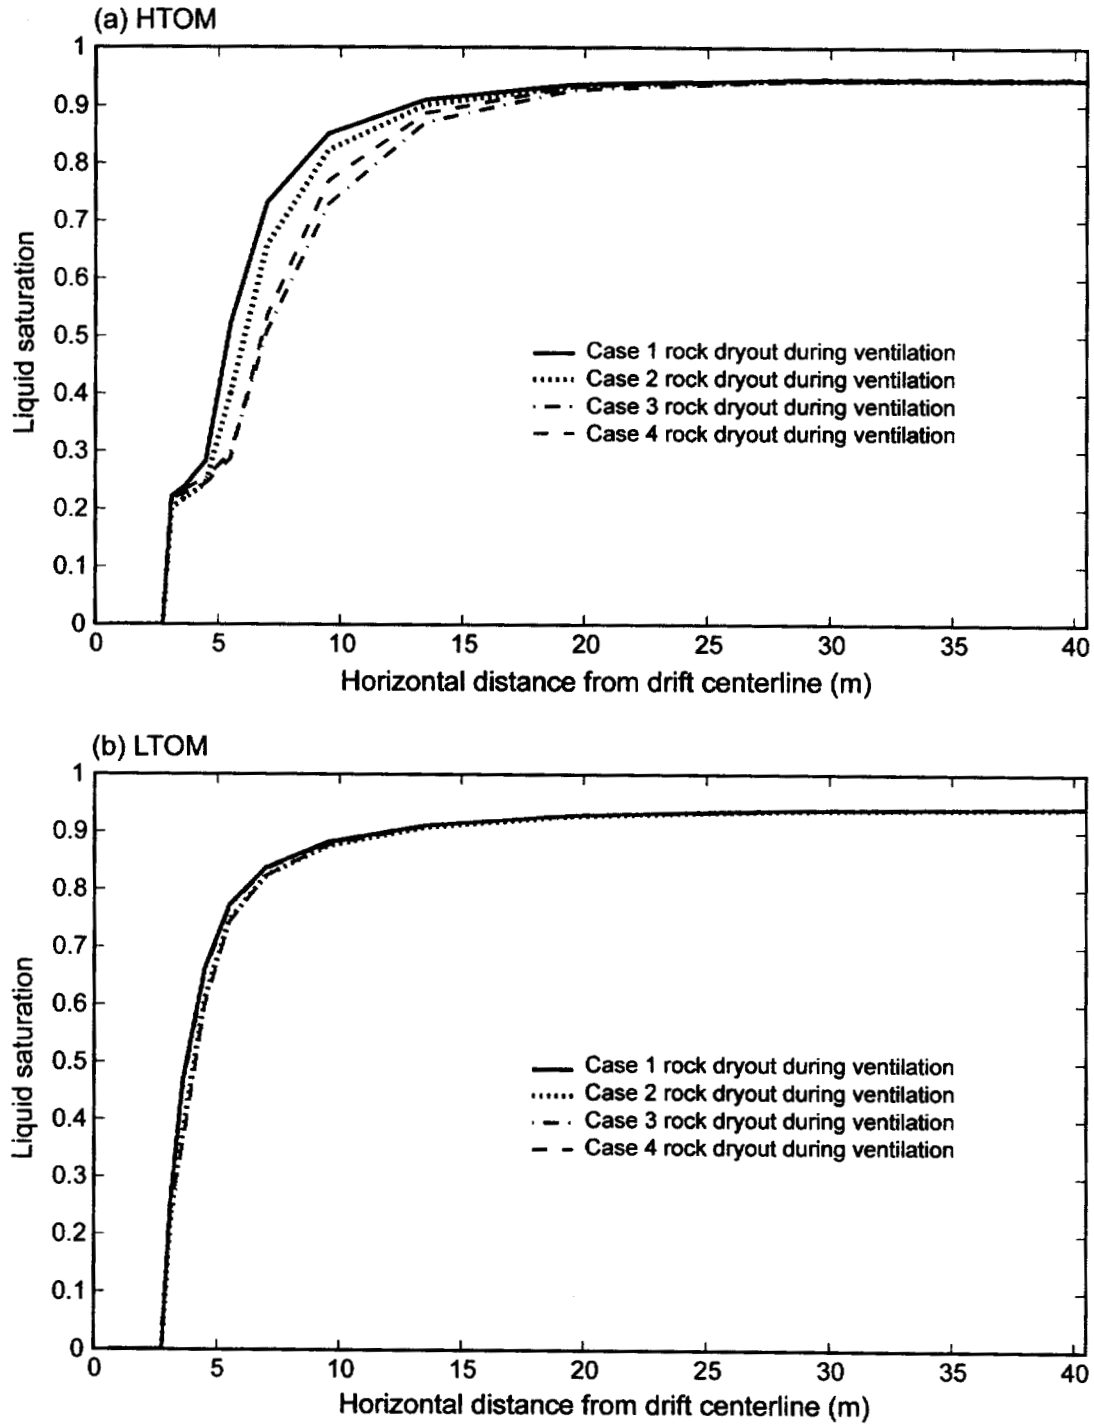 (a) HTOM
1
0.9
0.8
0.7
0.6
0.5
0.4
0.3
0.2
0.1
0
Liquid saturation
Case 1 rock dryout during ventilation
Case 2 rock dryout during ventilation
Case 3 rock dryout during ventilation
Case 4 rock dryout during ventilation
0 5 10 15 20 25 30 35 40
Horizontal distance from drift centerline (m)
(b) LTOM
1
0.9
0.8
0.7
0.6
0.5
0.4
0.3
0.2
0.1
0
Liquid saturation
Case 1 rock dryout during ventilation
Case 2 rock dryout during ventilation
Case 3 rock dryout during ventilation
Case 4 rock dryout during ventilation
0 5 10 15 20 25 30 35 40
Horizontal distance from drift centerline (m)